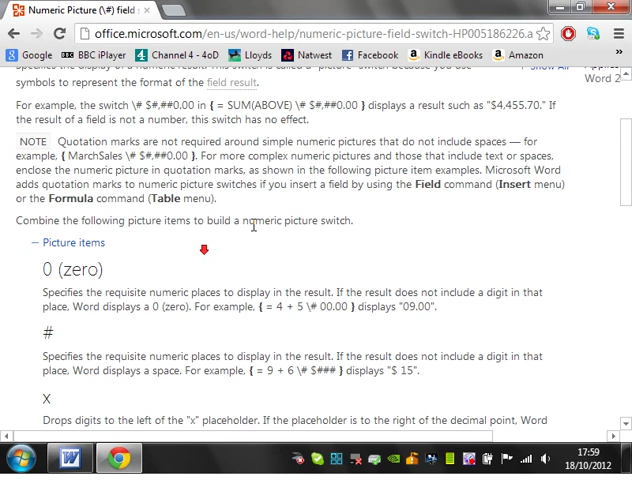 Numeric Picture (\#) field s
office.microsoft.com/en-us/word-help/numeric-picture-field-switch-HP005186226.a
Google BBC iPlayer Channel 4 - 4oD Lloyds Natwest Facebook Kindle eBooks Amazon
symbols to represent the format of the field result.
Word 2
For example, the switch \# $#,##0.00 in { = SUM(ABOVE) \# $#,##0.00 } displays a result such as "$4,455.70." If
the result of a field is not a number, this switch has no effect.
NOTE Quotation marks are not required around simple numeric pictures that do not include spaces — for
example, { MarchSales \# $#,##0.00 }. For more complex numeric pictures and those that include text or spaces,
enclose the numeric picture in quotation marks, as shown in the following picture item examples. Microsoft Word
adds quotation marks to numeric picture switches if you insert a field by using the Field command (Insert menu)
or the Formula command (Table menu).
Combine the following picture items to build a numeric picture switch.
Picture items
0 (zero)
Specifies the requisite numeric places to display in the result. If the result does not include a digit in that
place, Word displays a 0 (zero). For example, { = 4 + 5 \# 00.00 } displays "09.00".
#
Specifies the requisite numeric places to display in the result. If the result does not include a digit in that
place, Word displays a space. For example, { = 9 + 6 \# $### } displays "$ 15".
x
Drops digits to the left of the "x" placeholder. If the placeholder is to the right of the decimal point, Word
17:59
18/10/2012